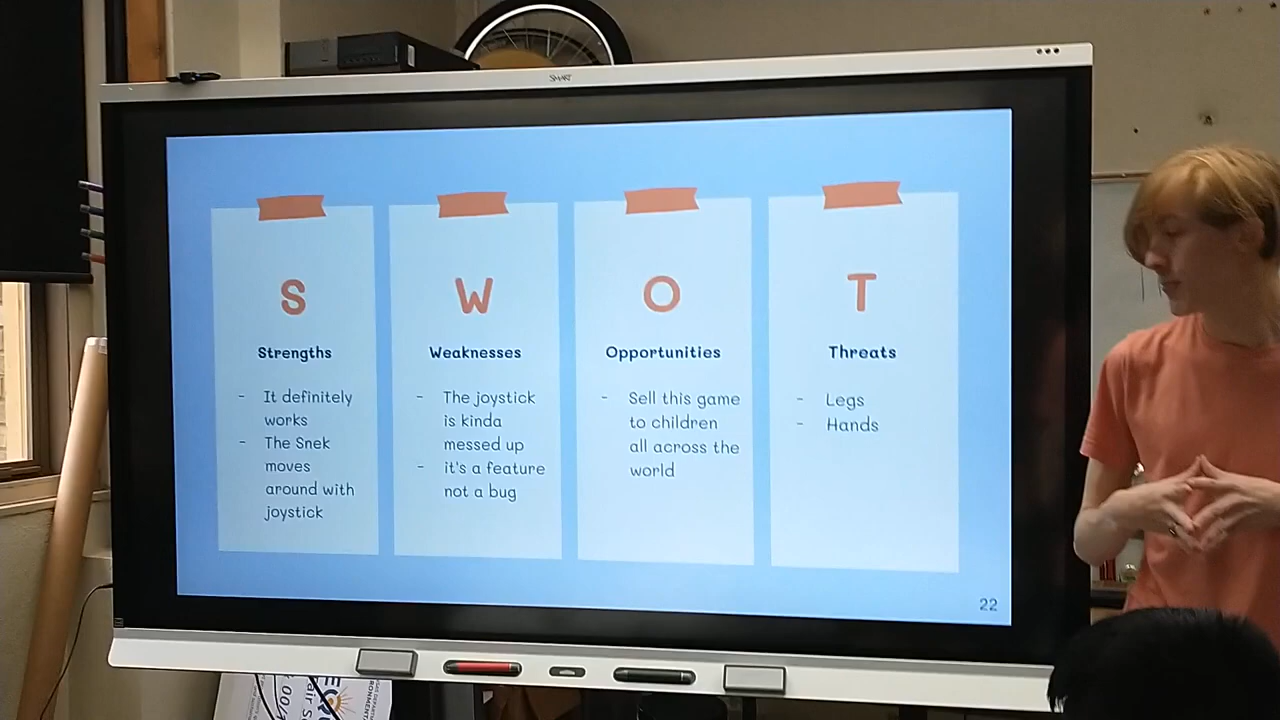 SMART
S
Strengths
- It definitely
works
- The Snek
moves
around with
joystick
W
Weaknesses
- The joystick
is kinda
messed up
- it's a feature
not a bug
O
Opportunities
- Sell this game
to children
all across the
world
T
Threats
- Legs
- Hands
22